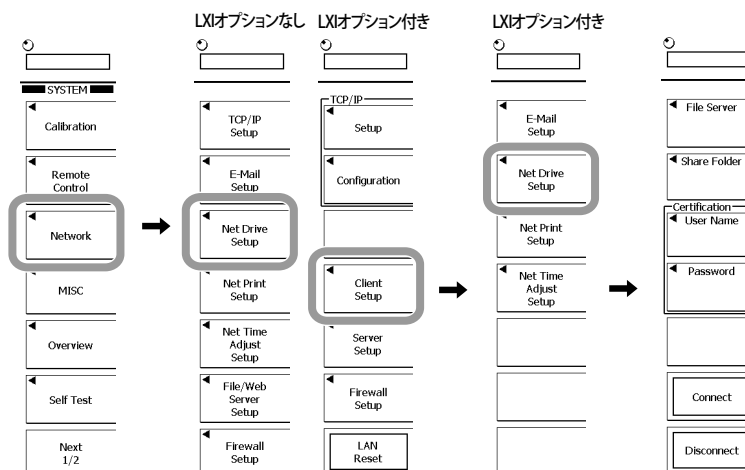 LXIオプションなし
LXIオプション付き
LXIオプション付き
SYSTEM
Calibration
Remote
Control
Network
MISC
Overview
Self Test
Next
1/2
TCP/IP
Setup
E-Mail
Setup
Net Drive
Setup
Net Print
Setup
Net Time
Adjust
Setup
File/Web
Server
Setup
Firewall
Setup
TCP/IP
Setup
Configuration
Client
Setup
Server
Setup
Firewall
Setup
LAN
Reset
E-Mail
Setup
Net Drive
Setup
Net Print
Setup
Net Time
Adjust
Setup
File Server
Share Folder
Certification
User Name
Password
Connect
Disconnect